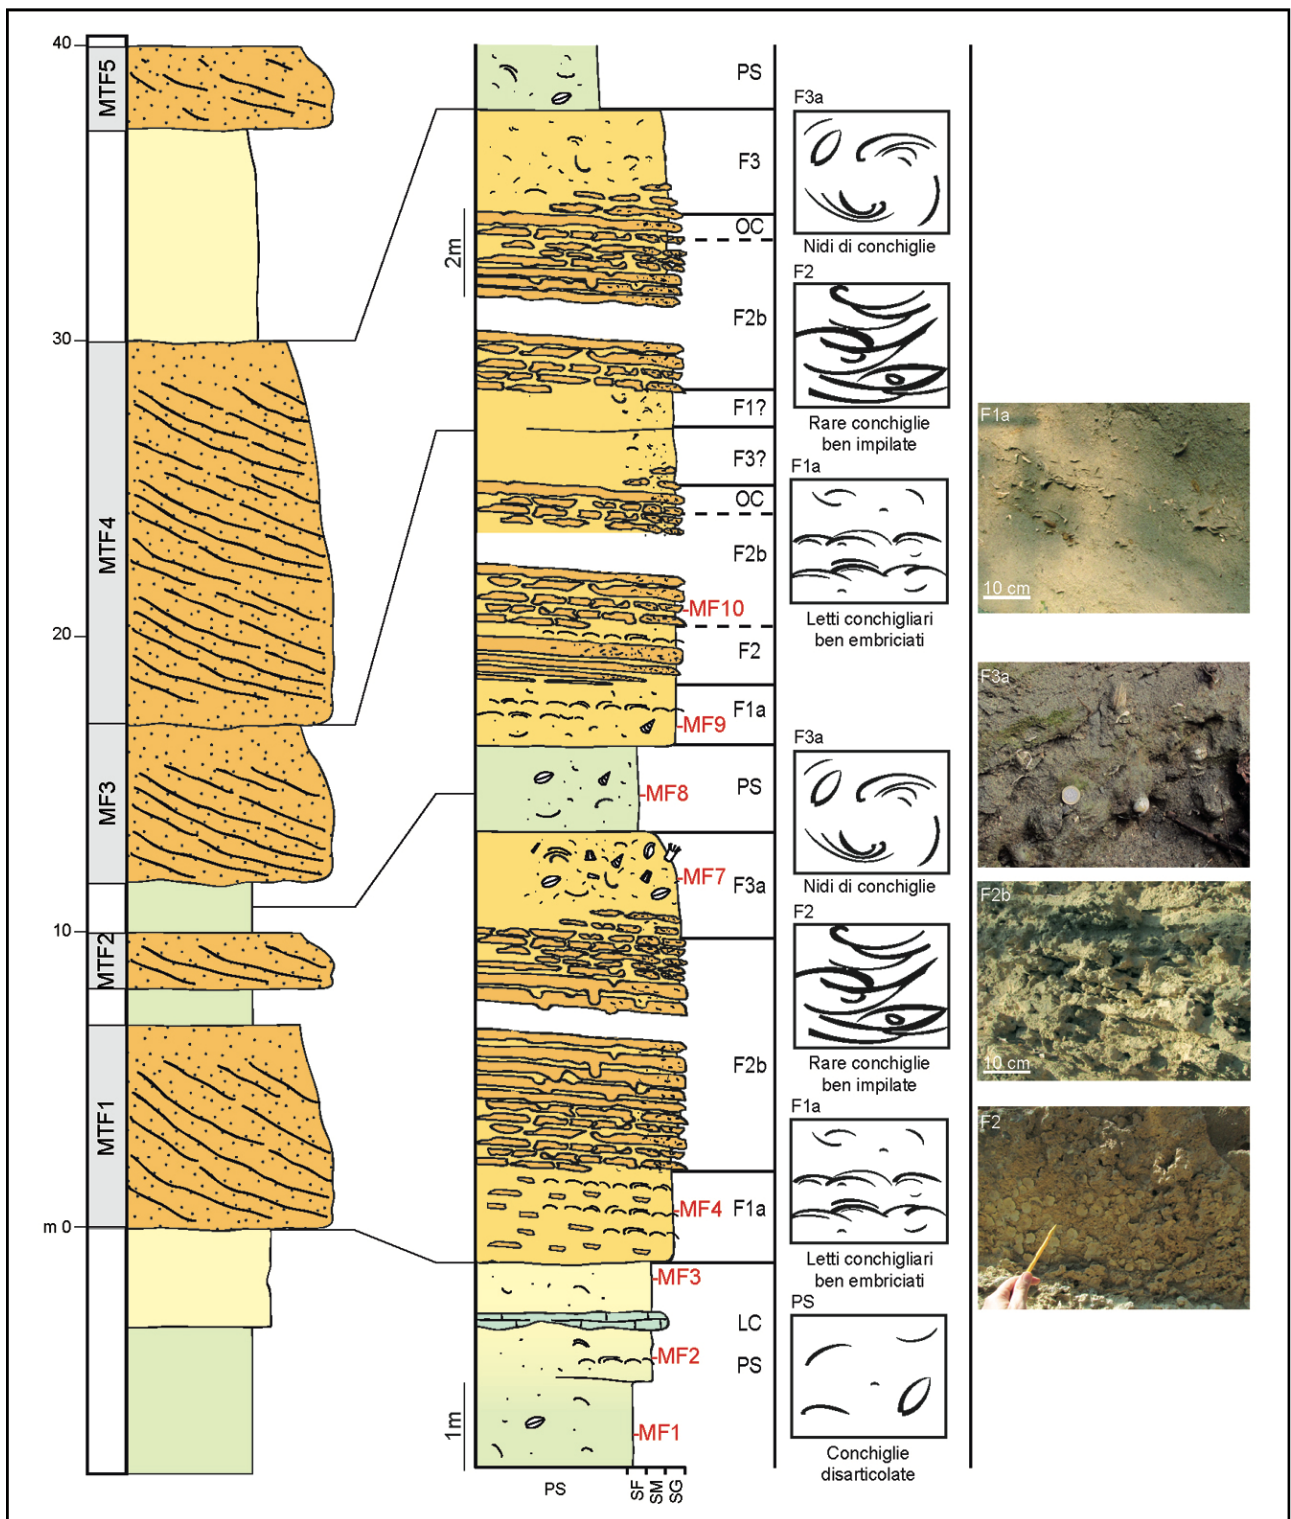 40
MTF5
30
MTF4
20
MF3
10
MTF2
MTF1
m 0
PS
F3
OC
2m
F2b
F1?
F3?
OC
F2b
MF10
F2
F1a
MF9
PS
MF8
MF7
F3a
F2b
MF4
F1a
MF3
LC
MF2
PS
1m
MF1
PS
SF
SM
SG
F3a
Nidi di conchiglie
F2
Rare conchiglie
ben impilate
F1a
Letti conchigliari
ben embriciati
F3a
Nidi di conchiglie
F2
Rare conchiglie
ben impilate
F1a
Letti conchigliari
ben embriciati
PS
Conchiglie
disarticolate
F1a
10 cm
F3a
F2b
10 cm
F2